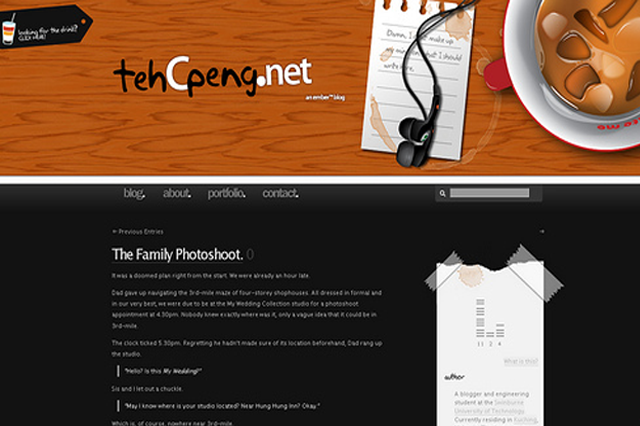 looking for the drink?
CLICK HERE!
tehCpeng.net
an ember™ blog
Damn, I can't make up
my mind on what I should
write here.
blog. about. portfolio. contact.
← Previous Entries
→
The Family Photoshoot. 0
It was a doomed plan right from the start. We were already an hour late.
Dad gave up navigating the 3rd-mile maze of four-storey shophouses. All dressed in formal and
in our very best, we were due to be at the My Wedding Collection studio for a photoshoot
appointment at 4.30pm. Nobody knew exactly where was it, only a vague idea that it could be in
3rd-mile.
The clock ticked 5.30pm. Regretting he hadn't made sure of its location beforehand, Dad rang up
the studio.
"Hello? Is this My Wedding?"
Sis and I let out a chuckle.
"May I know where is your studio located? Near Hung Hung Inn? Okay."
Which is, of course, nowhere near 3rd-mile.
11 2 4
What is this?
author
A blogger and engineering
student at the Swinburne
University of Technology.
Currently residing in Kuching,